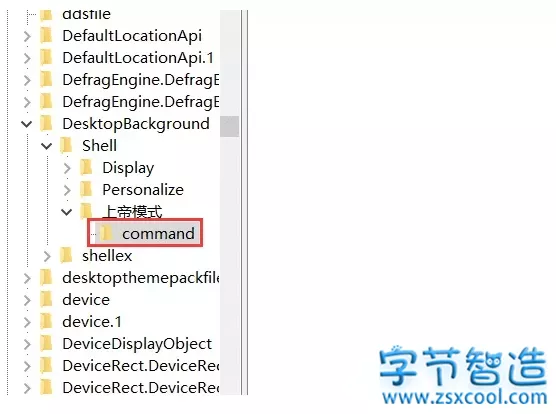 ddsfile
DefaultLocationApi
DefaultLocationApi.1
DefragEngine.DefragE
DefragEngine.DefragE
DesktopBackground
Shell
Display
Personalize
上帝模式
command
shellex
desktopthemepackfile
device
device.1
DeviceDisplayObject
DeviceRect.DeviceRec
DeviceRect.DeviceRec
字节智造
www.zsxcool.com